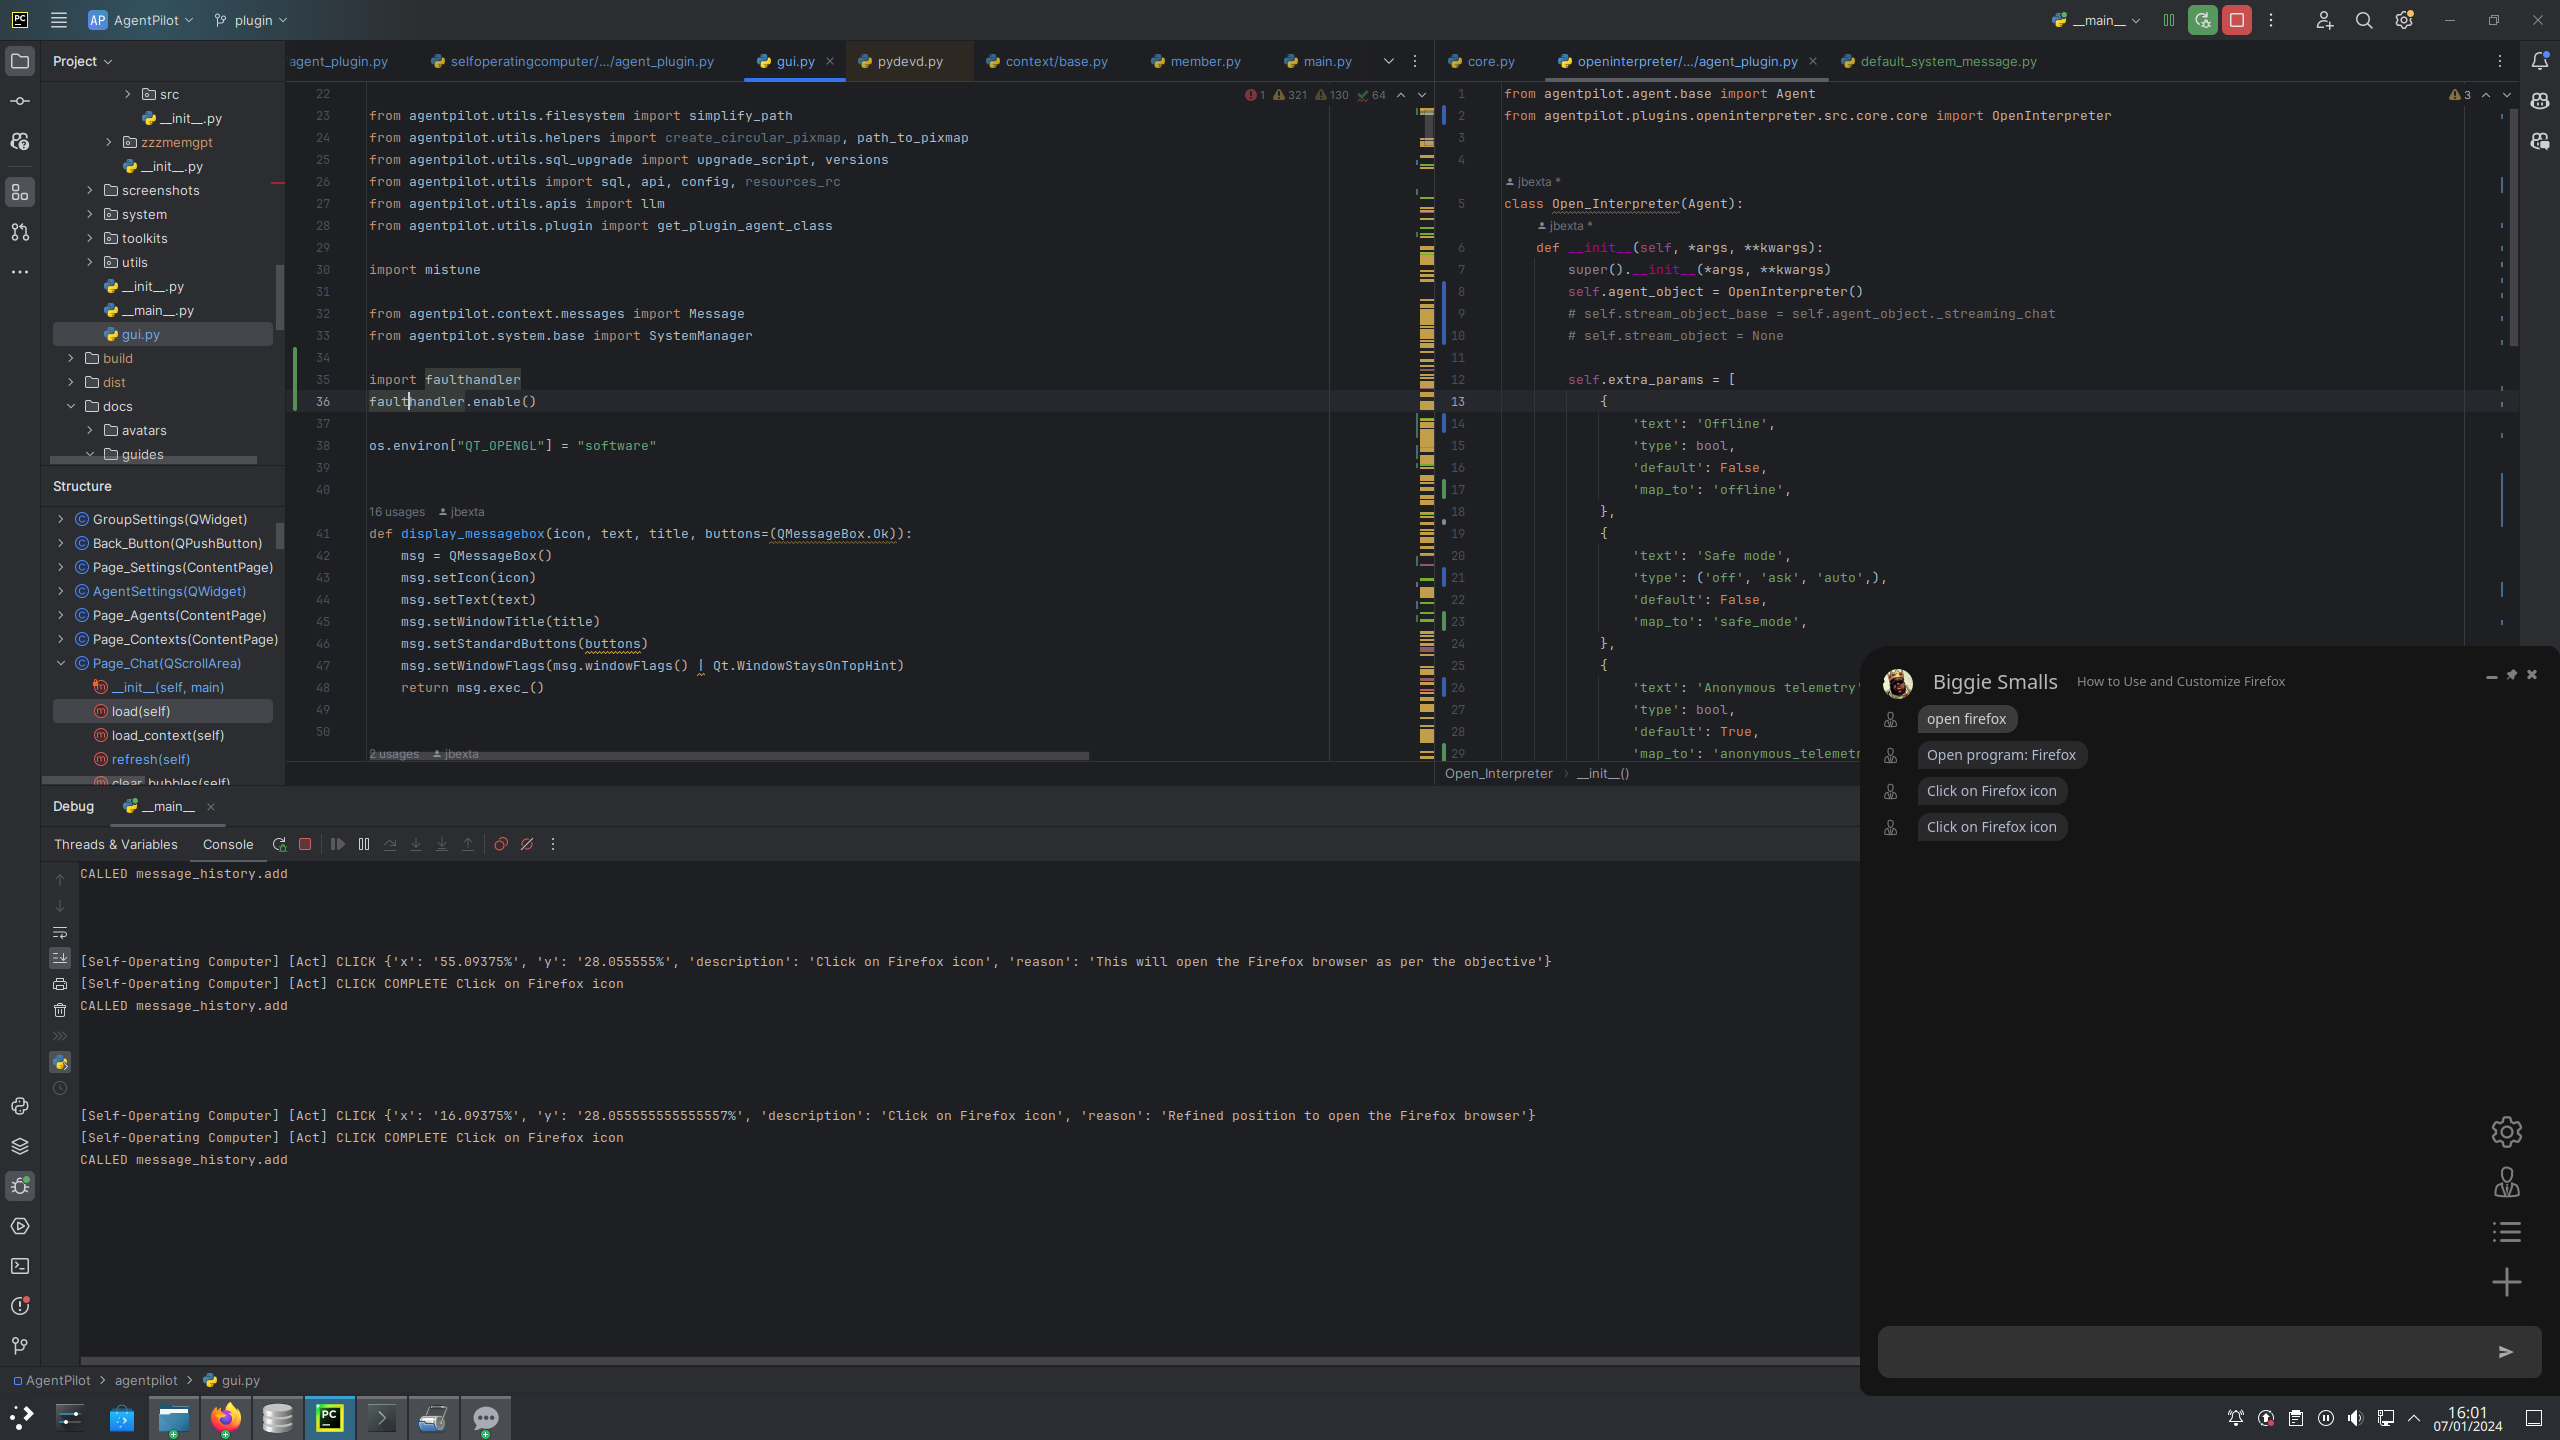 PC
AP AgentPilot
plugin
__main__
Project
agent_plugin.py
selfoperatingcomputer/.../agent_plugin.py
gui.py
pydevd.py
context/base.py
member.py
main.py
core.py
openinterpreter/.../agent_plugin.py
default_system_message.py
src
__init__.py
zzzmemgpt
__init__.py
screenshots
system
toolkits
utils
__init__.py
__main__.py
gui.py
build
dist
docs
avatars
guides
Structure
GroupSettings(QWidget)
Back_Button(QPushButton)
Page_Settings(ContentPage)
AgentSettings(QWidget)
Page_Agents(ContentPage)
Page_Contexts(ContentPage)
Page_Chat(QScrollArea)
__init__(self, main)
load(self)
load_context(self)
refresh(self)
clear_bubbles(self)
1 321 130 64
22
23 from agentpilot.utils.filesystem import simplify_path
24 from agentpilot.utils.helpers import create_circular_pixmap, path_to_pixmap
25 from agentpilot.utils.sql_upgrade import upgrade_script, versions
26 from agentpilot.utils import sql, api, config, resources_rc
27 from agentpilot.utils.apis import llm
28 from agentpilot.utils.plugin import get_plugin_agent_class
29
30 import mistune
31
32 from agentpilot.context.messages import Message
33 from agentpilot.system.base import SystemManager
34
35 import faulthandler
36 faulthandler.enable()
37
38 os.environ["QT_OPENGL"] = "software"
39
40
16 usages jbexta
41 def display_messagebox(icon, text, title, buttons=(QMessageBox.Ok)):
42 msg = QMessageBox()
43 msg.setIcon(icon)
44 msg.setText(text)
45 msg.setWindowTitle(title)
46 msg.setStandardButtons(buttons)
47 msg.setWindowFlags(msg.windowFlags() | Qt.WindowStaysOnTopHint)
48 return msg.exec_()
49
50
2 usages jbexta
3
1 from agentpilot.agent.base import Agent
2 from agentpilot.plugins.openinterpreter.src.core.core import OpenInterpreter
3
4
jbexta *
5 class Open_Interpreter(Agent):
jbexta *
6 def __init__(self, *args, **kwargs):
7 super().__init__(*args, **kwargs)
8 self.agent_object = OpenInterpreter()
9 # self.stream_object_base = self.agent_object._streaming_chat
10 # self.stream_object = None
11
12 self.extra_params = [
13 {
14 'text': 'Offline',
15 'type': bool,
16 'default': False,
17 'map_to': 'offline',
18 },
19 {
20 'text': 'Safe mode',
21 'type': ('off', 'ask', 'auto',),
22 'default': False,
23 'map_to': 'safe_mode',
24 },
25 {
26 'text': 'Anonymous telemetry'
27 'type': bool,
28 'default': True,
29 'map_to': 'anonymous_telemetr
Open_Interpreter __init__()
Biggie Smalls How to Use and Customize Firefox
open firefox
Open program: Firefox
Click on Firefox icon
Click on Firefox icon
Debug __main__
Threads & Variables Console
CALLED message_history.add
[Self-Operating Computer] [Act] CLICK {'x': '55.09375%', 'y': '28.055555%', 'description': 'Click on Firefox icon', 'reason': 'This will open the Firefox browser as per the objective'}
[Self-Operating Computer] [Act] CLICK COMPLETE Click on Firefox icon
CALLED message_history.add
[Self-Operating Computer] [Act] CLICK {'x': '16.09375%', 'y': '28.055555555555557%', 'description': 'Click on Firefox icon', 'reason': 'Refined position to open the Firefox browser'}
[Self-Operating Computer] [Act] CLICK COMPLETE Click on Firefox icon
CALLED message_history.add
AgentPilot agentpilot gui.py
PC
16:01
07/01/2024